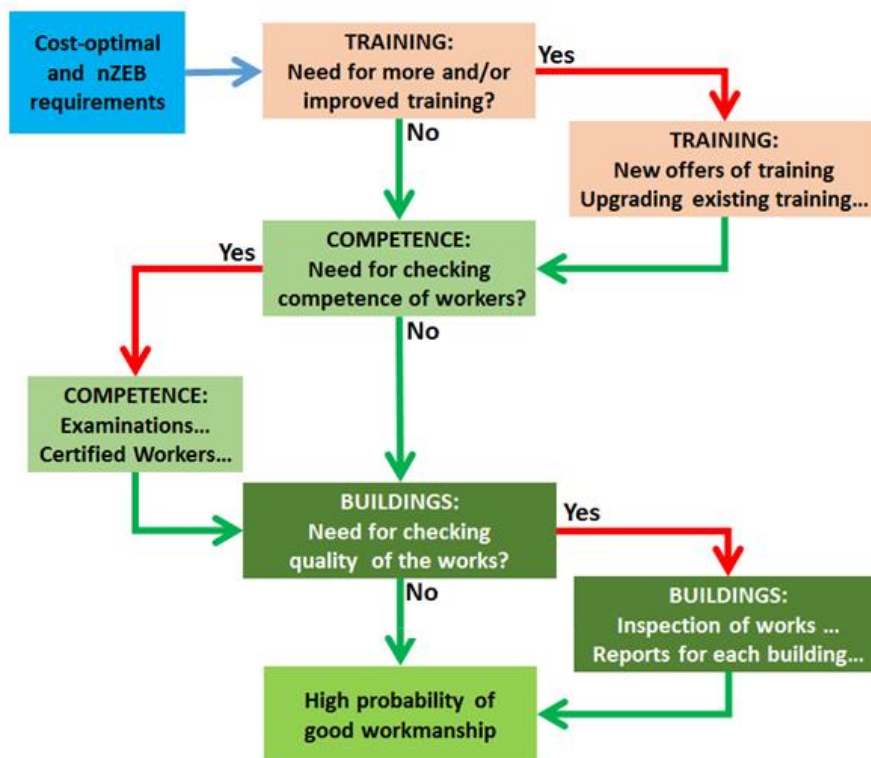 Cost-optimal
and nZEB
requirements
TRAINING:
Need for more and/or
improved training?
Yes
No
TRAINING:
New offers of training
Upgrading existing training...
COMPETENCE:
Need for checking
competence of workers?
Yes
No
COMPETENCE:
Examinations...
Certified Workers...
BUILDINGS:
Need for checking
quality of the works?
Yes
No
BUILDINGS:
Inspection of works ...
Reports for each building...
High probability of
good workmanship